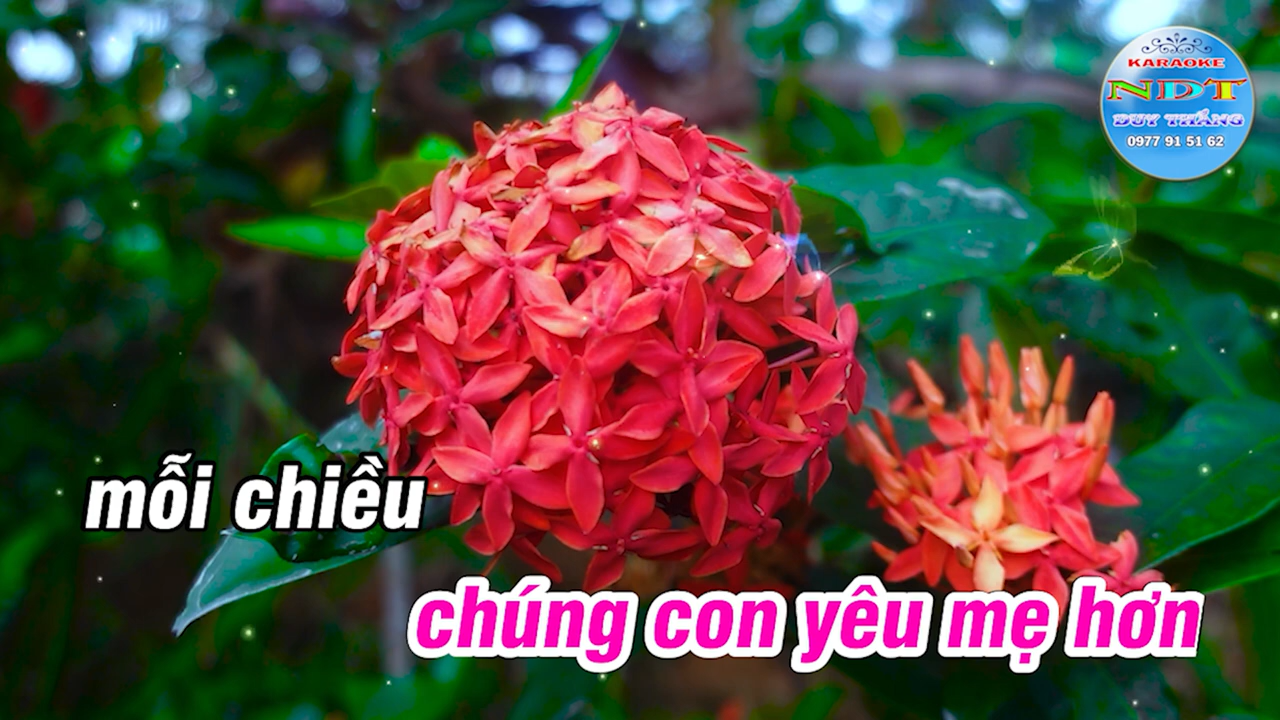 KARAOKE
NDT
DUY THẮNG
0977 91 51 62
mỗi chiều
chúng con yêu mẹ hơn